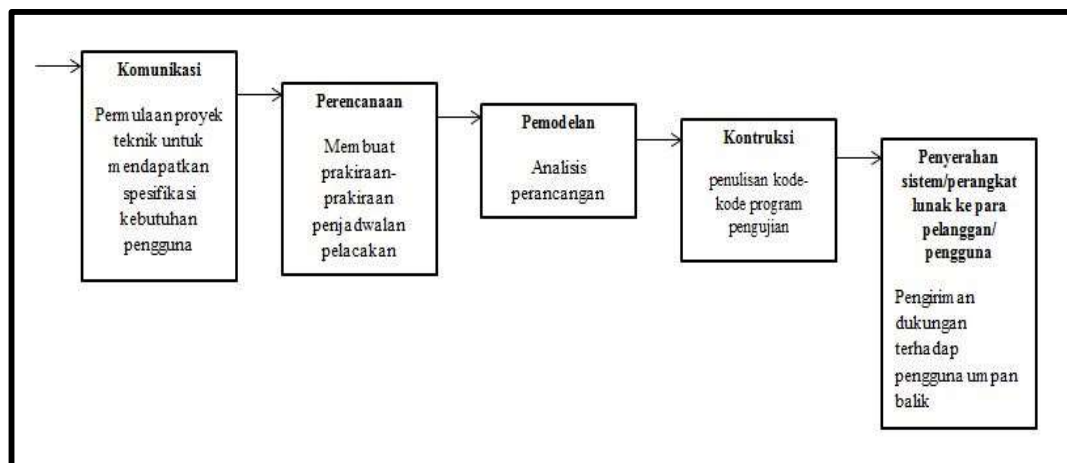 Komunikasi
Permulaan proyek
teknik untuk
mendapatkan
spesifikasi
kebutuhan
pengguna
Perencanaan
Membuat
prakiraan-
prakiraan
penjadwalan
pelacakan
Pemodelan
Analisis
perancangan
Kontruksi
penulisan kode-
kode program
pengujian
Penyerahan
sistem/perangkat
lunak ke para
pelanggan/
pengguna
Pengiriman
dukungan
terhadap
pengguna umpan
balik